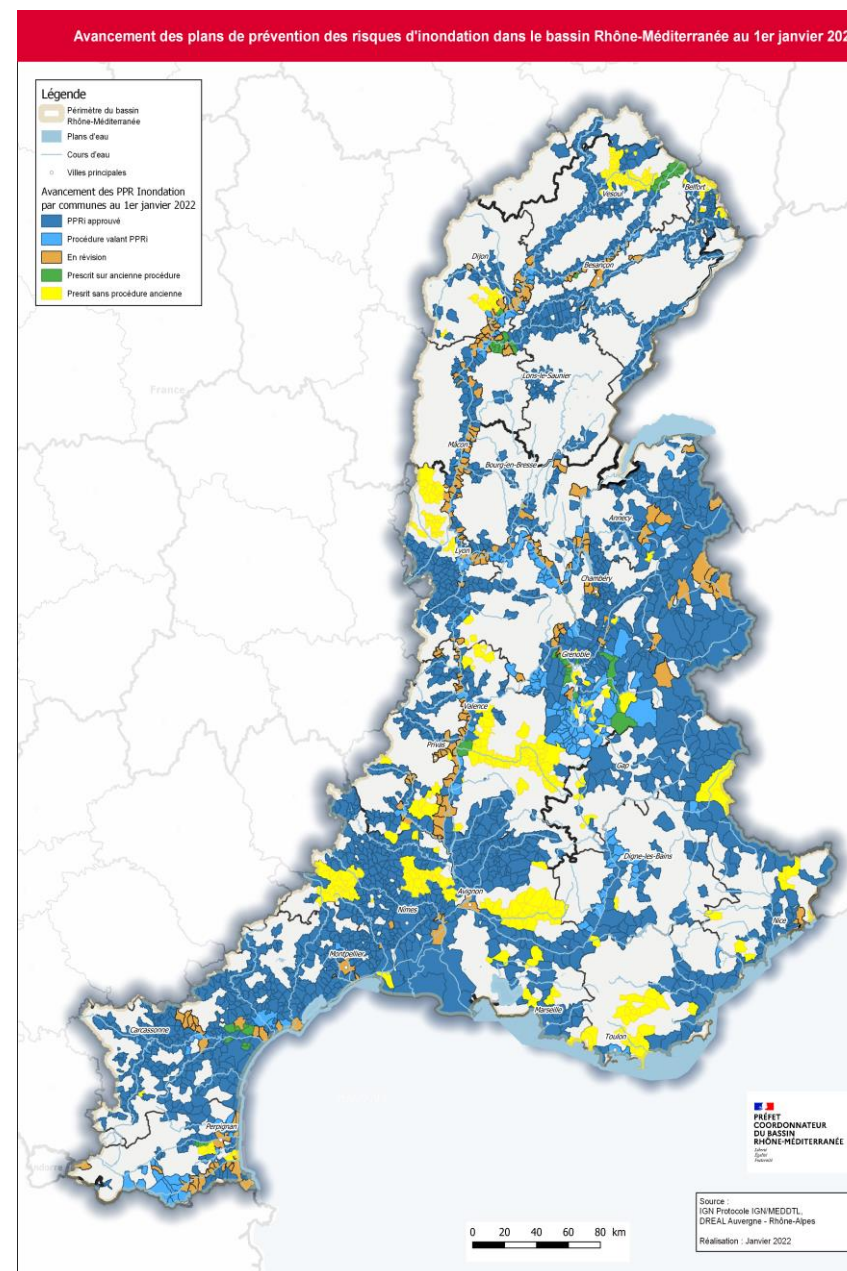 Avancement des plans de prévention des risques d'inondation dans le bassin Rhône-Méditerranée au 1er janvier 202
Légende
Périmètre du bassin
Rhône-Méditerranée
Plans d'eau
Cours d'eau
Villes principales
Avancement des PPR Inondation
par communes au 1er janvier 2022
PPRi approuvé
Procédure valant PPRi
En révision
Prescrit sur ancienne procédure
Presrit sans procédure ancienne
Vesoul
Belfort
Dijon
Besançon
Lons-le-Saunier
France
Mâcon
Bourg-en-Bresse
Annecy
Lyon
Chambéry
Grenoble
Valence
Privas
Gap
Digne-les-Bains
Avignon
Nîmes
Nice
Montpellier
Marseille
Carcassonne
Toulon
Perpignan
PRÉFET
COORDONNATEUR
DU BASSIN
RHÔNE-MÉDITERRANÉE
Liberté
Égalité
Fraternité
0 20 40 60 80 km
Source :
IGN Protocole IGN/MEDDTL,
DREAL Auvergne - Rhône-Alpes
Réalisation : Janvier 2022